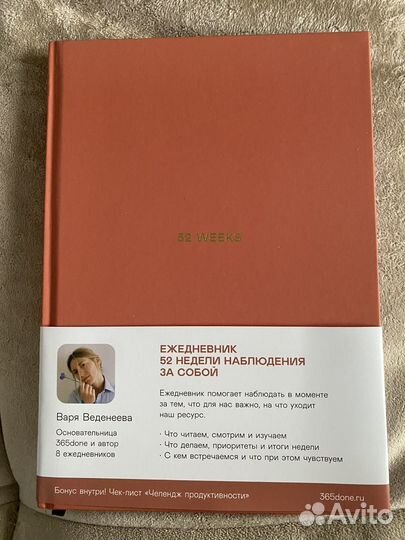 52 WEEKS
ЕЖЕДНЕВНИК
52 НЕДЕЛИ НАБЛЮДЕНИЯ
ЗА СОБОЙ
Ежедневник помогает наблюдать в моменте
за тем, что для нас важно, на что уходит
наш ресурс.
· Что читаем, смотрим и изучаем
· Что делаем, приоритеты и итоги недели
· С кем встречаемся и что при этом чувствуем
Варя Веденеева
Основательница
365done и автор
8 ежедневников
Бонус внутри! Чек-лист «Челендж продуктивности»
365done.ru
Avito